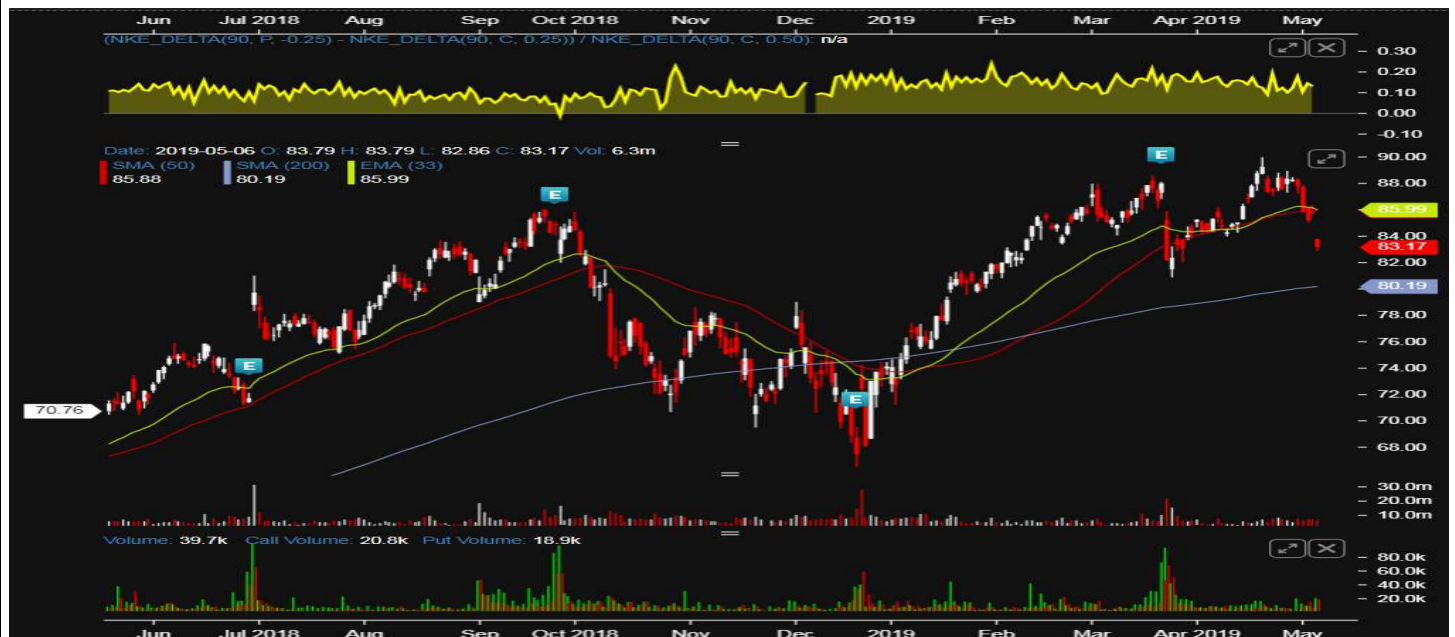 Jun Jul 2018 Aug Sep Oct 2018 Nov Dec 2019 Feb Mar Apr 2019 May
(NKE_DELTA(90, P, -0.25) - NKE_DELTA(90, C, 0.25)) / NKE_DELTA(90, C, 0.50): n/a
0.30
0.20
0.10
0.00
-0.10
Date: 2019-05-06 O: 83.79 H: 83.79 L: 82.86 C: 83.17 Vol: 6.3m
SMA (50) SMA (200) EMA (33)
85.88 80.19 85.99
E
E
E
E
90.00
88.00
85.99
84.00
83.17
82.00
80.19
78.00
76.00
74.00
72.00
70.76
70.00
68.00
30.0m
20.0m
10.0m
Volume: 39.7k Call Volume: 20.8k Put Volume: 18.9k
80.0k
60.0k
40.0k
20.0k
Jun Jul 2018 Aug Sep Oct 2018 Nov Dec 2019 Feb Mar Apr 2019 May